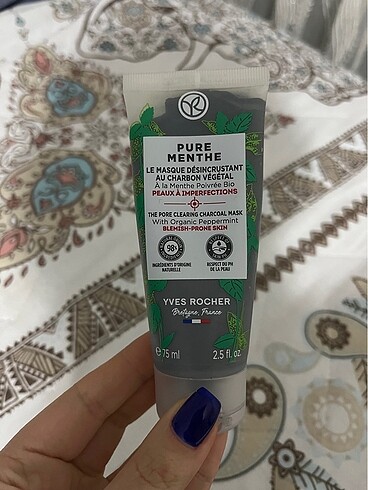 PURE
MENTHE
LE MASQUE DÉSINCRUSTANT
AU CHARBON VÉGÉTAL
À la Menthe Poivrée Bio
PEAUX À IMPERFECTIONS
THE PORE CLEARING CHARCOAL MASK
With Organic Peppermint
BLEMISH-PRONE SKIN
98%
INGRÉDIENTS D'ORIGINE
NATURELLE
RESPECT DU PH
DE LA PEAU
YVES ROCHER
Bretagne, France
e 75 ml 2.5 fl. oz.